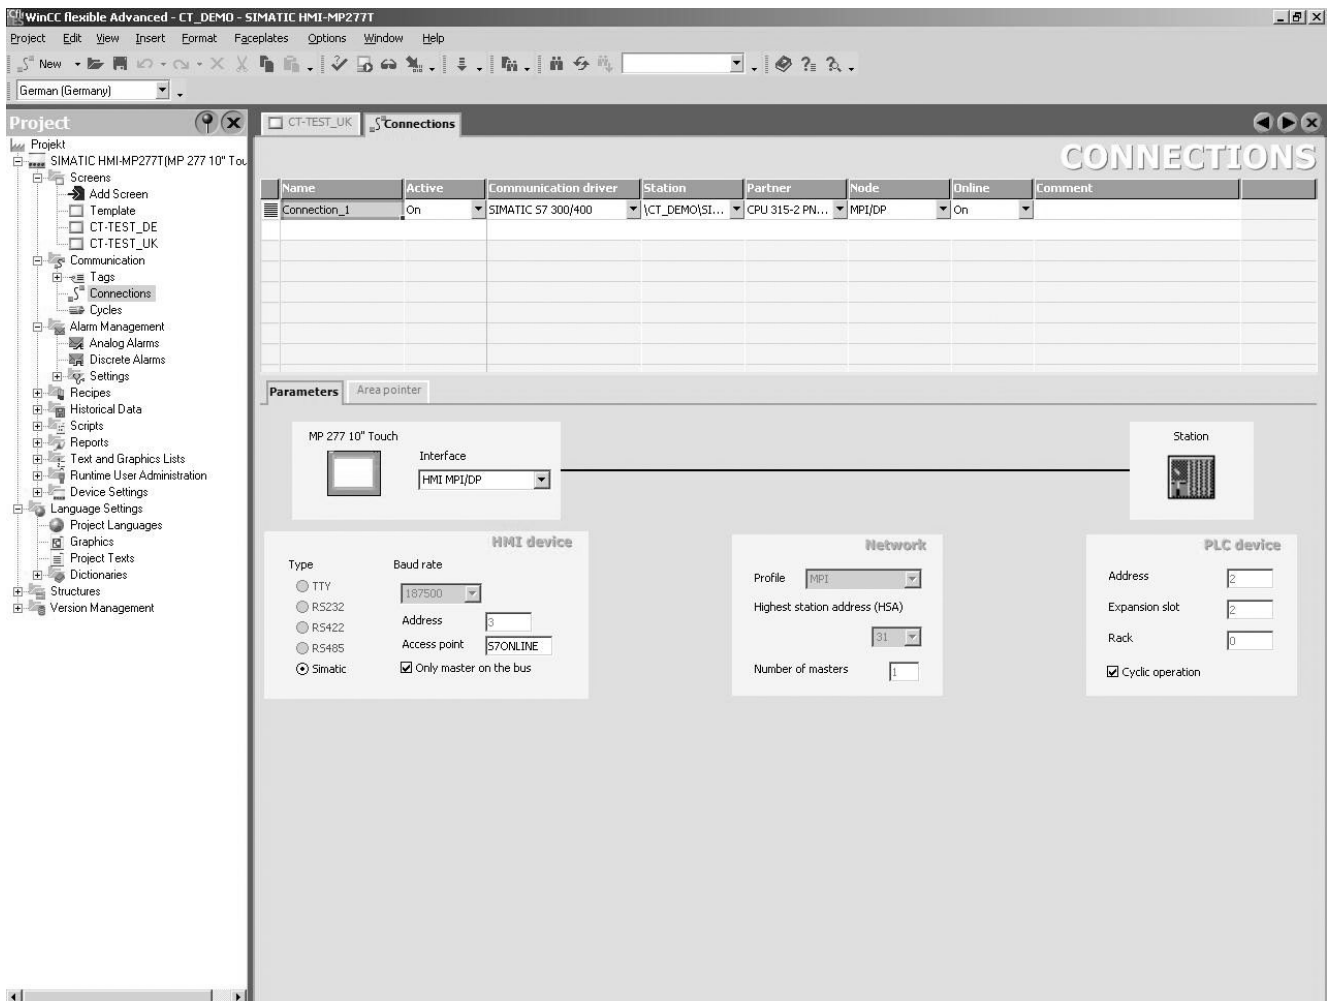 WinCC flexible Advanced - CT_DEMO - SIMATIC HMI-MP277T
Project Edit View Insert Format Faceplates Options Window Help
New
German (Germany)
Project
Projekt
SIMATIC HMI-MP277T(MP 277 10" Tou
Screens
Add Screen
Template
CT-TEST_DE
CT-TEST_UK
Communication
Tags
Connections
Cycles
Alarm Management
Analog Alarms
Discrete Alarms
Settings
Recipes
Historical Data
Scripts
Reports
Text and Graphics Lists
Runtime User Administration
Device Settings
Language Settings
Project Languages
Graphics
Project Texts
Dictionaries
Structures
Version Management
CT-TEST_UK Connections
CONNECTIONS
Name Active Communication driver Station Partner Node Online Comment
Connection_1 On SIMATIC S7 300/400 \CT_DEMO\SI... CPU 315-2 PN... MPI/DP On
Parameters Area pointer
MP 277 10" Touch
Interface
HMI MPI/DP
Station
HMI device
Type Baud rate
TTY 187500
RS232
Address 3
RS422
Access point S7ONLINE
RS485
Simatic Only master on the bus
Network
Profile MPI
Highest station address (HSA)
31
Number of masters 1
PLC device
Address 2
Expansion slot 2
Rack 0
Cyclic operation